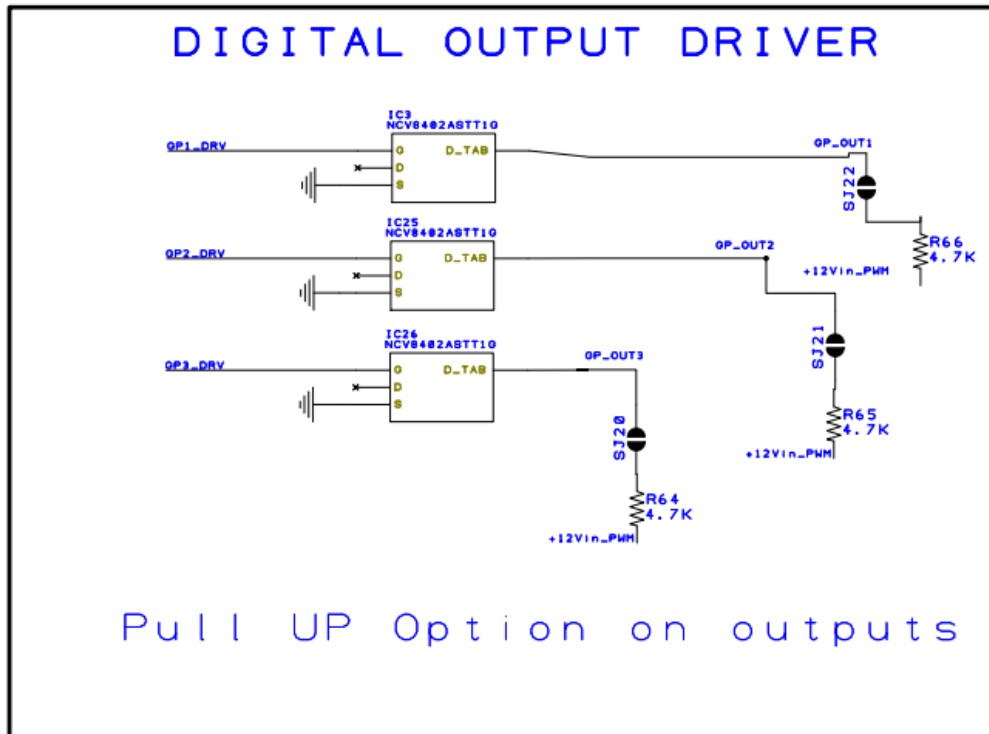 DIGITAL OUTPUT DRIVER
IC3
NCV8402ASTT1G
GP1_DRV
G
D_TAB
D
S
GP_OUT1
SJ22
R66
4.7K
+12Vin_PWM
IC25
NCV8402ASTT1G
GP2_DRV
G
D_TAB
D
S
GP_OUT2
SJ21
R65
4.7K
+12Vin_PWM
IC26
NCV8402ASTT1G
GP3_DRV
G
D_TAB
D
S
GP_OUT3
SJ20
R64
4.7K
+12Vin_PWM
Pull UP Option on outputs